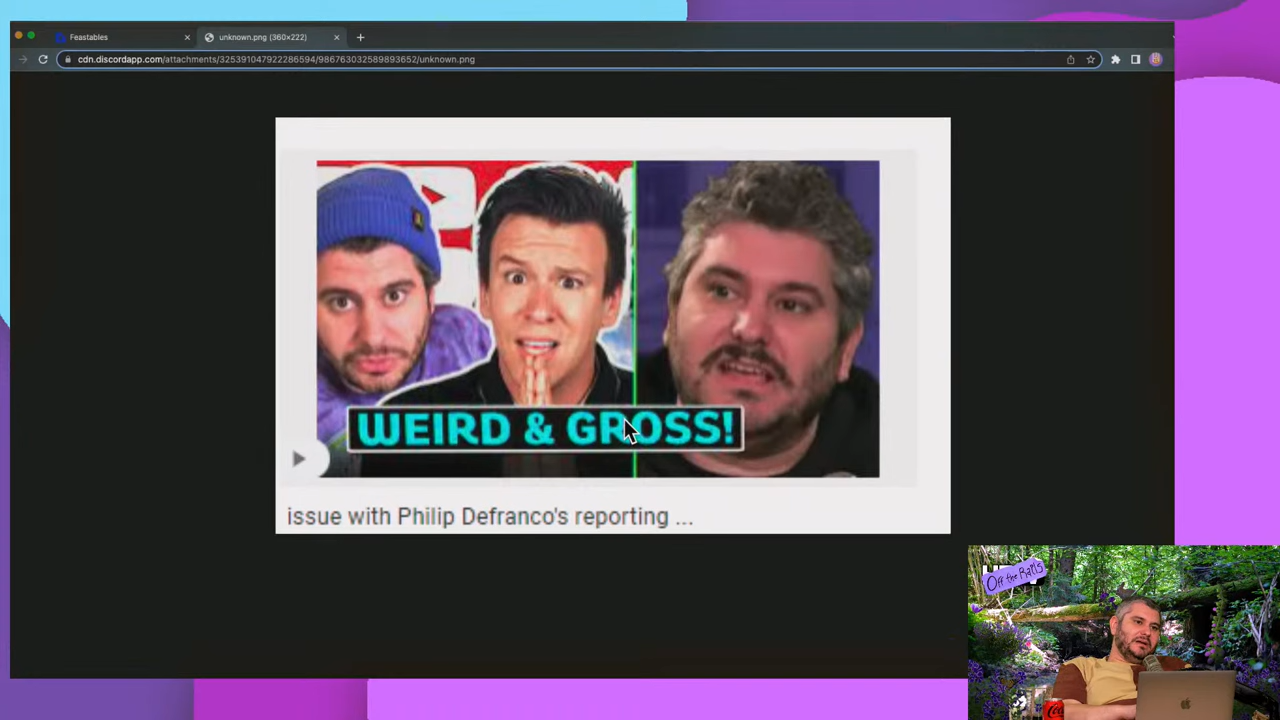 Feastables
unknown.png (360×222)
cdn.discordapp.com/attachments/325391047922286594/986763032589893652/unknown.png
WEIRD & GROSS!
issue with Philip Defranco's reporting ...
Off the Rails